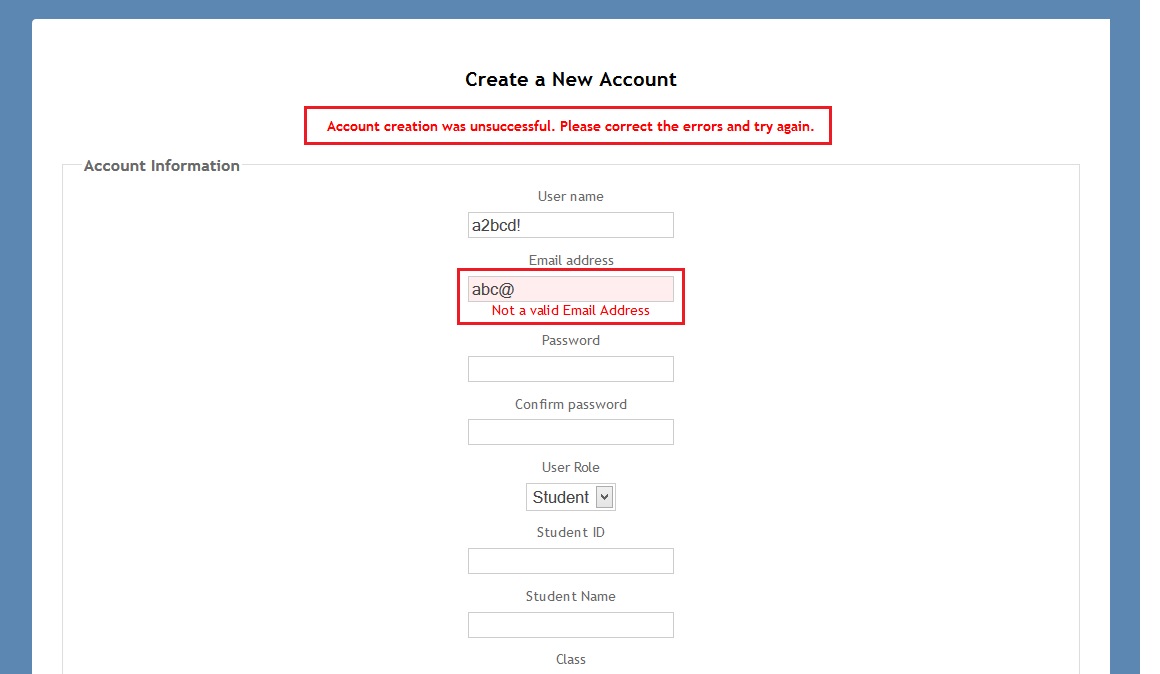 Create a New Account
Account creation was unsuccessful. Please correct the errors and try again.
Account Information
User name
a2bcd!
Email address
abc@
Not a valid Email Address
Password
Confirm password
User Role
Student
Student ID
Student Name
Class